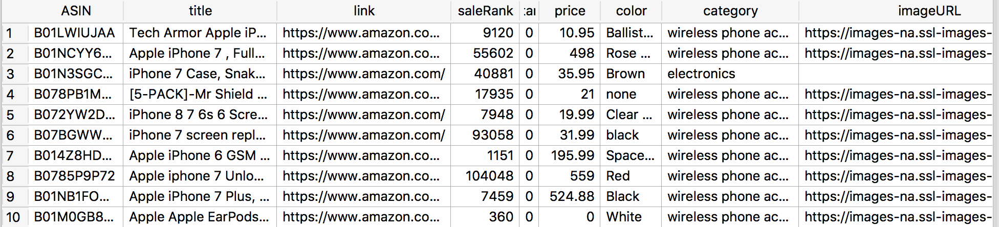 ASIN title link saleRank tar price color category imageURL
1 B01LWIUJAA Tech Armor Apple iP... https://www.amazon.co... 9120 0 10.95 Ballist... wireless phone ac... https://images-na.ssl-images-
2 B01NCYY6... Apple iPhone 7 , Full... https://www.amazon.co... 55602 0 498 Rose ... wireless phone ac... https://images-na.ssl-images-
3 B01N3SGC... iPhone 7 Case, Snak... https://www.amazon.com/ 40881 0 35.95 Brown electronics
4 B078PB1M... [5-PACK]-Mr Shield ... https://www.amazon.co... 17935 0 21 none wireless phone ac... https://images-na.ssl-images-
5 B072YW2D... iPhone 8 7 6s 6 Scre... https://www.amazon.com/ 7948 0 19.99 Clear ... wireless phone ac... https://images-na.ssl-images-
6 B07BGWW... iPhone 7 screen repl... https://www.amazon.com/ 93058 0 31.99 black wireless phone ac... https://images-na.ssl-images-
7 B014Z8HD... Apple iPhone 6 GSM ... https://www.amazon.co... 1151 0 195.99 Space... wireless phone ac... https://images-na.ssl-images-
8 B0785P9P72 Apple iphone 7 Unlo... https://www.amazon.co... 104048 0 559 Red wireless phone ac... https://images-na.ssl-images-
9 B01NB1FO... Apple iPhone 7 Plus, ... https://www.amazon.co... 7459 0 524.88 Black wireless phone ac... https://images-na.ssl-images-
10 B01M0GB8... Apple Apple EarPods... https://www.amazon.co... 360 0 0 White wireless phone ac... https://images-na.ssl-images-